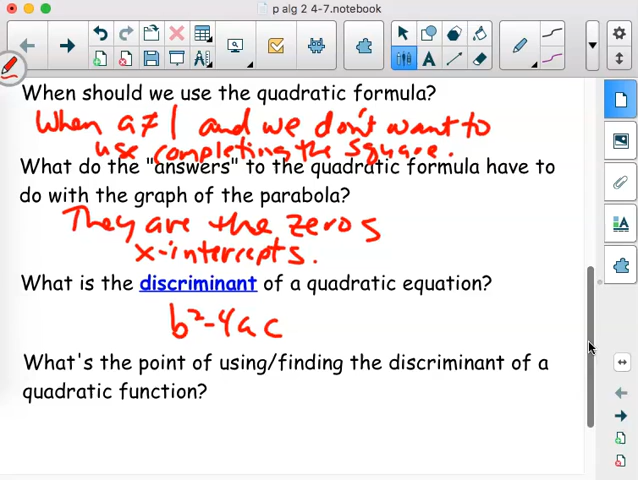 p alg 2 4-7.notebook
When should we use the quadratic formula?
When a ≠ 1 and we don't want to
use completing the square.
What do the "answers" to the quadratic formula have to
do with the graph of the parabola?
They are the zeros
x-intercepts.
What is the discriminant of a quadratic equation?
b²-4ac
What's the point of using/finding the discriminant of a
quadratic function?